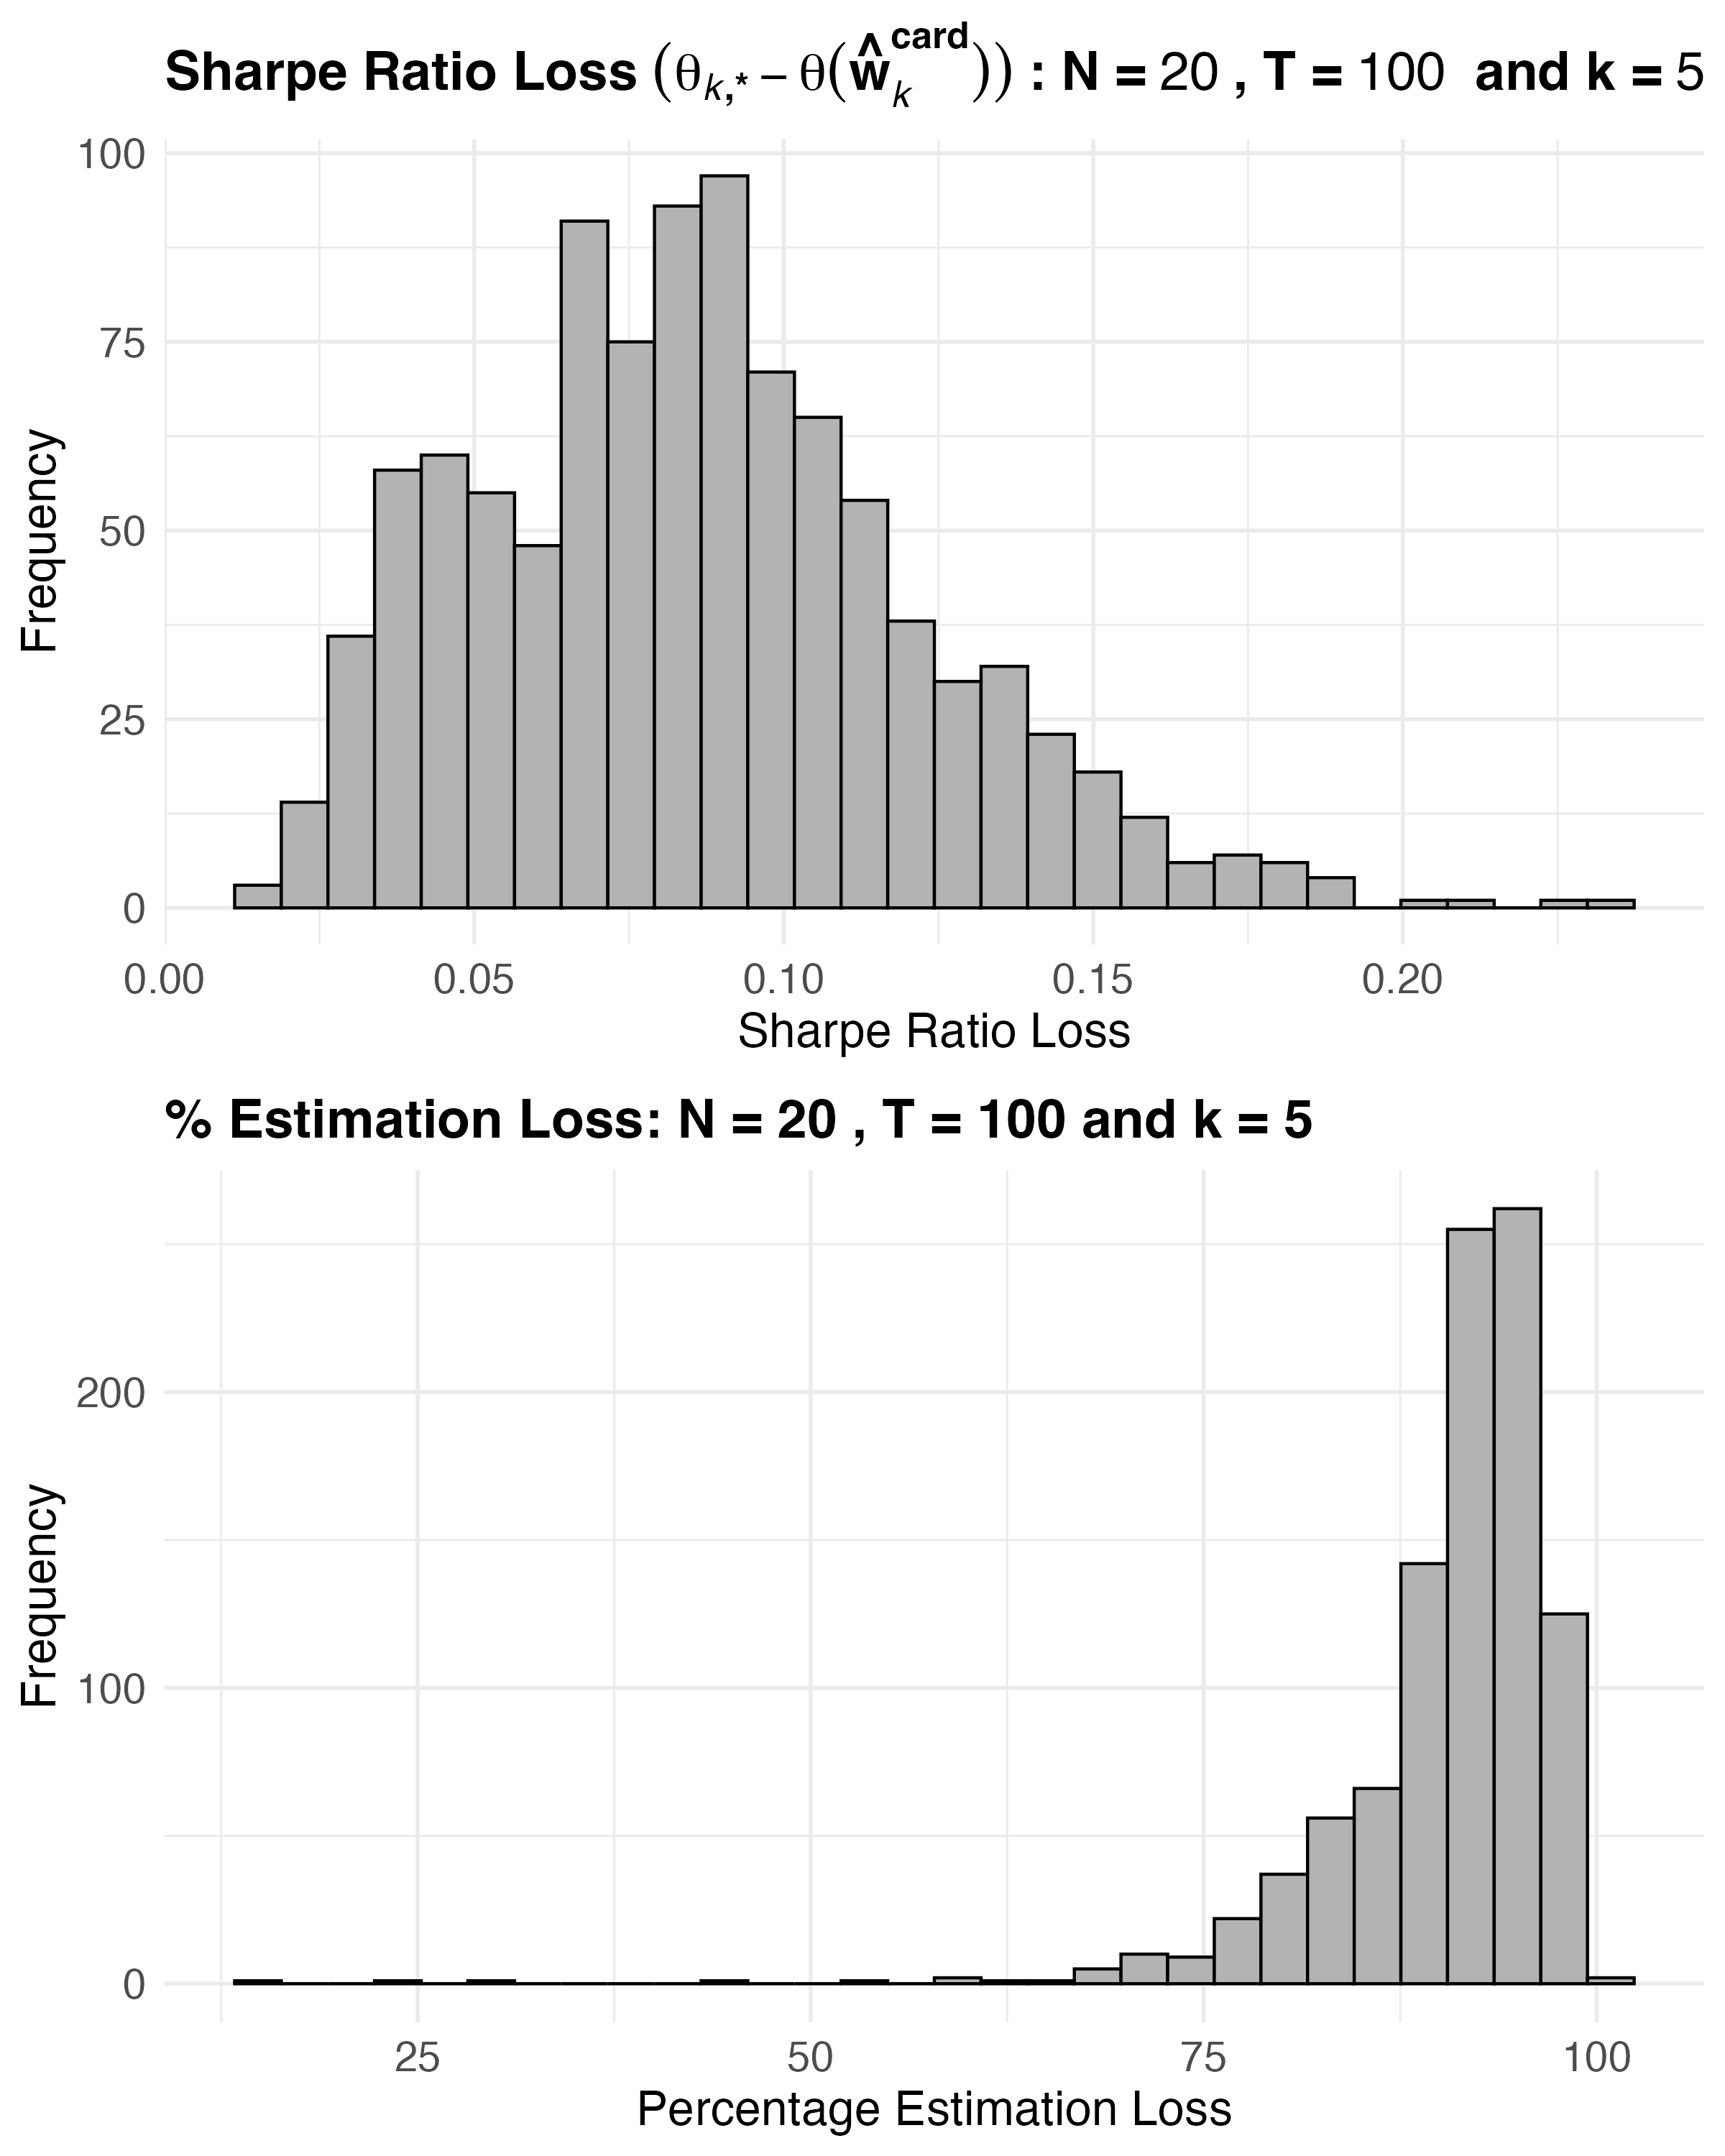 Sharpe Ratio Loss (θk,* − θ(ŵk^card)) : N = 20 , T = 100 and k = 5
100
75
50
25
0
Frequency
0.00 0.05 0.10 0.15 0.20
Sharpe Ratio Loss
% Estimation Loss: N = 20 , T = 100 and k = 5
200
100
0
Frequency
25 50 75 100
Percentage Estimation Loss